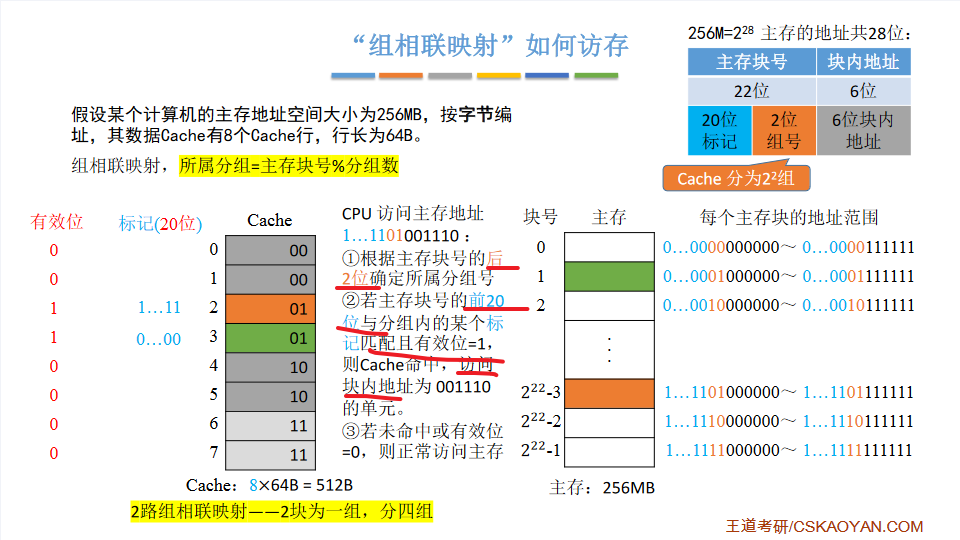 “组相联映射”如何访存
256M=2²⁸ 主存的地址共28位：
主存块号 块内地址
22位 6位
20位标记 2位组号 6位块内地址
Cache 分为2²组
假设某个计算机的主存地址空间大小为256MB，按字节编
址，其数据Cache有8个Cache行，行长为64B。
组相联映射，所属分组=主存块号%分组数
有效位 标记(20位) Cache
0 0 00
0 1 00
1 1…11 2 01
1 0…00 3 01
0 4 10
0 5 10
0 6 11
0 7 11
Cache：8×64B = 512B
2路组相联映射——2块为一组，分四组
CPU 访问主存地址
1…1101001110：
①根据主存块号的后
2位确定所属分组号
②若主存块号的前20
位与分组内的某个标
记匹配且有效位=1，
则Cache命中，访问
块内地址为 001110
的单元。
③若未命中或有效位
=0，则正常访问主存
块号 主存 每个主存块的地址范围
0 0…0000000000～ 0…0000111111
1 0…0001000000～ 0…0001111111
2 0…0010000000～ 0…0010111111
⋮
2²²-3 1…1101000000～ 1…1101111111
2²²-2 1…1110000000～ 1…1110111111
2²²-1 1…1111000000～ 1…1111111111
主存：256MB
王道考研/CSKAOYAN.COM